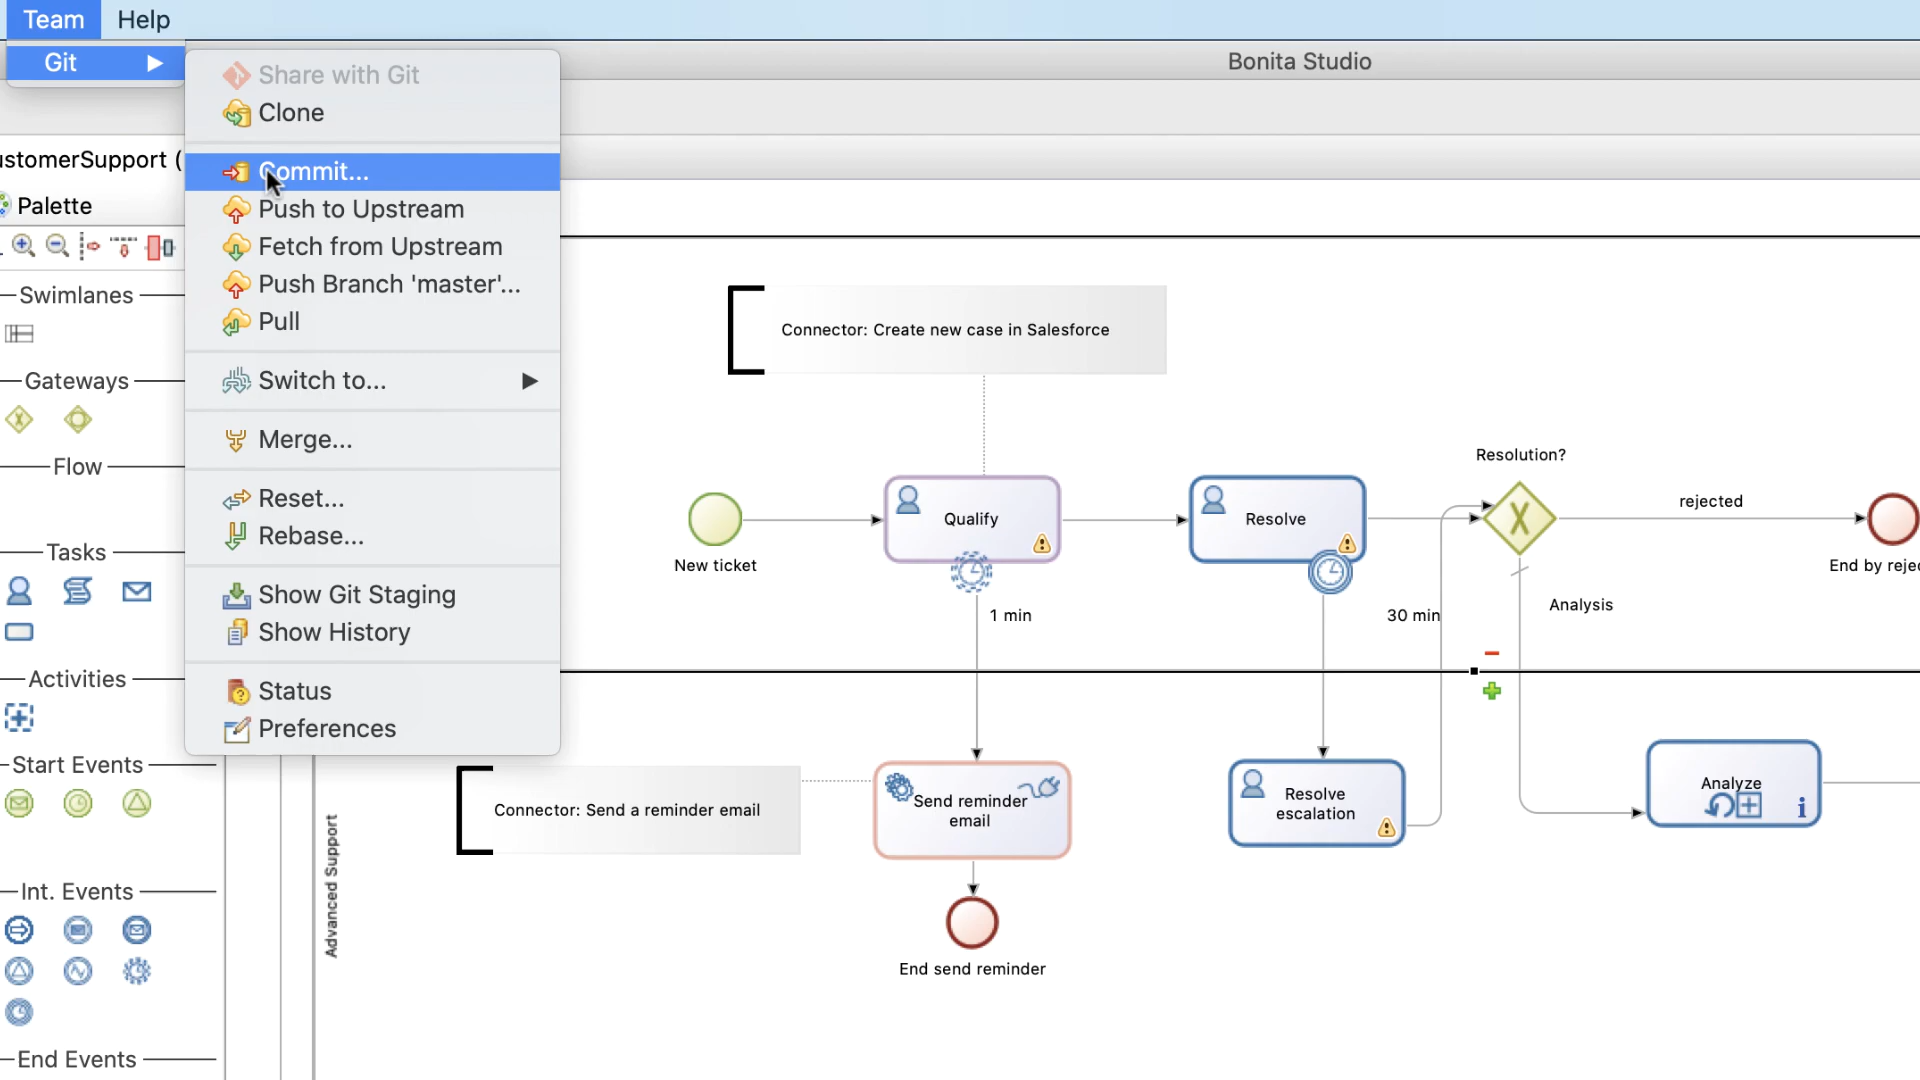 Team Help
Git
Bonita Studio
Share with Git
Clone
Commit...
Push to Upstream
Fetch from Upstream
Push Branch 'master'...
Pull
Switch to...
Merge...
Reset...
Rebase...
Show Git Staging
Show History
Status
Preferences
ustomerSupport (
Palette
Swimlanes
Gateways
Flow
Tasks
Activities
Start Events
Int. Events
End Events
Connector: Create new case in Salesforce
Resolution?
rejected
Qualify
Resolve
New ticket
End by rejec
1 min
30 min
Analysis
Advanced Support
Connector: Send a reminder email
Send reminder
email
Resolve
escalation
Analyze
End send reminder